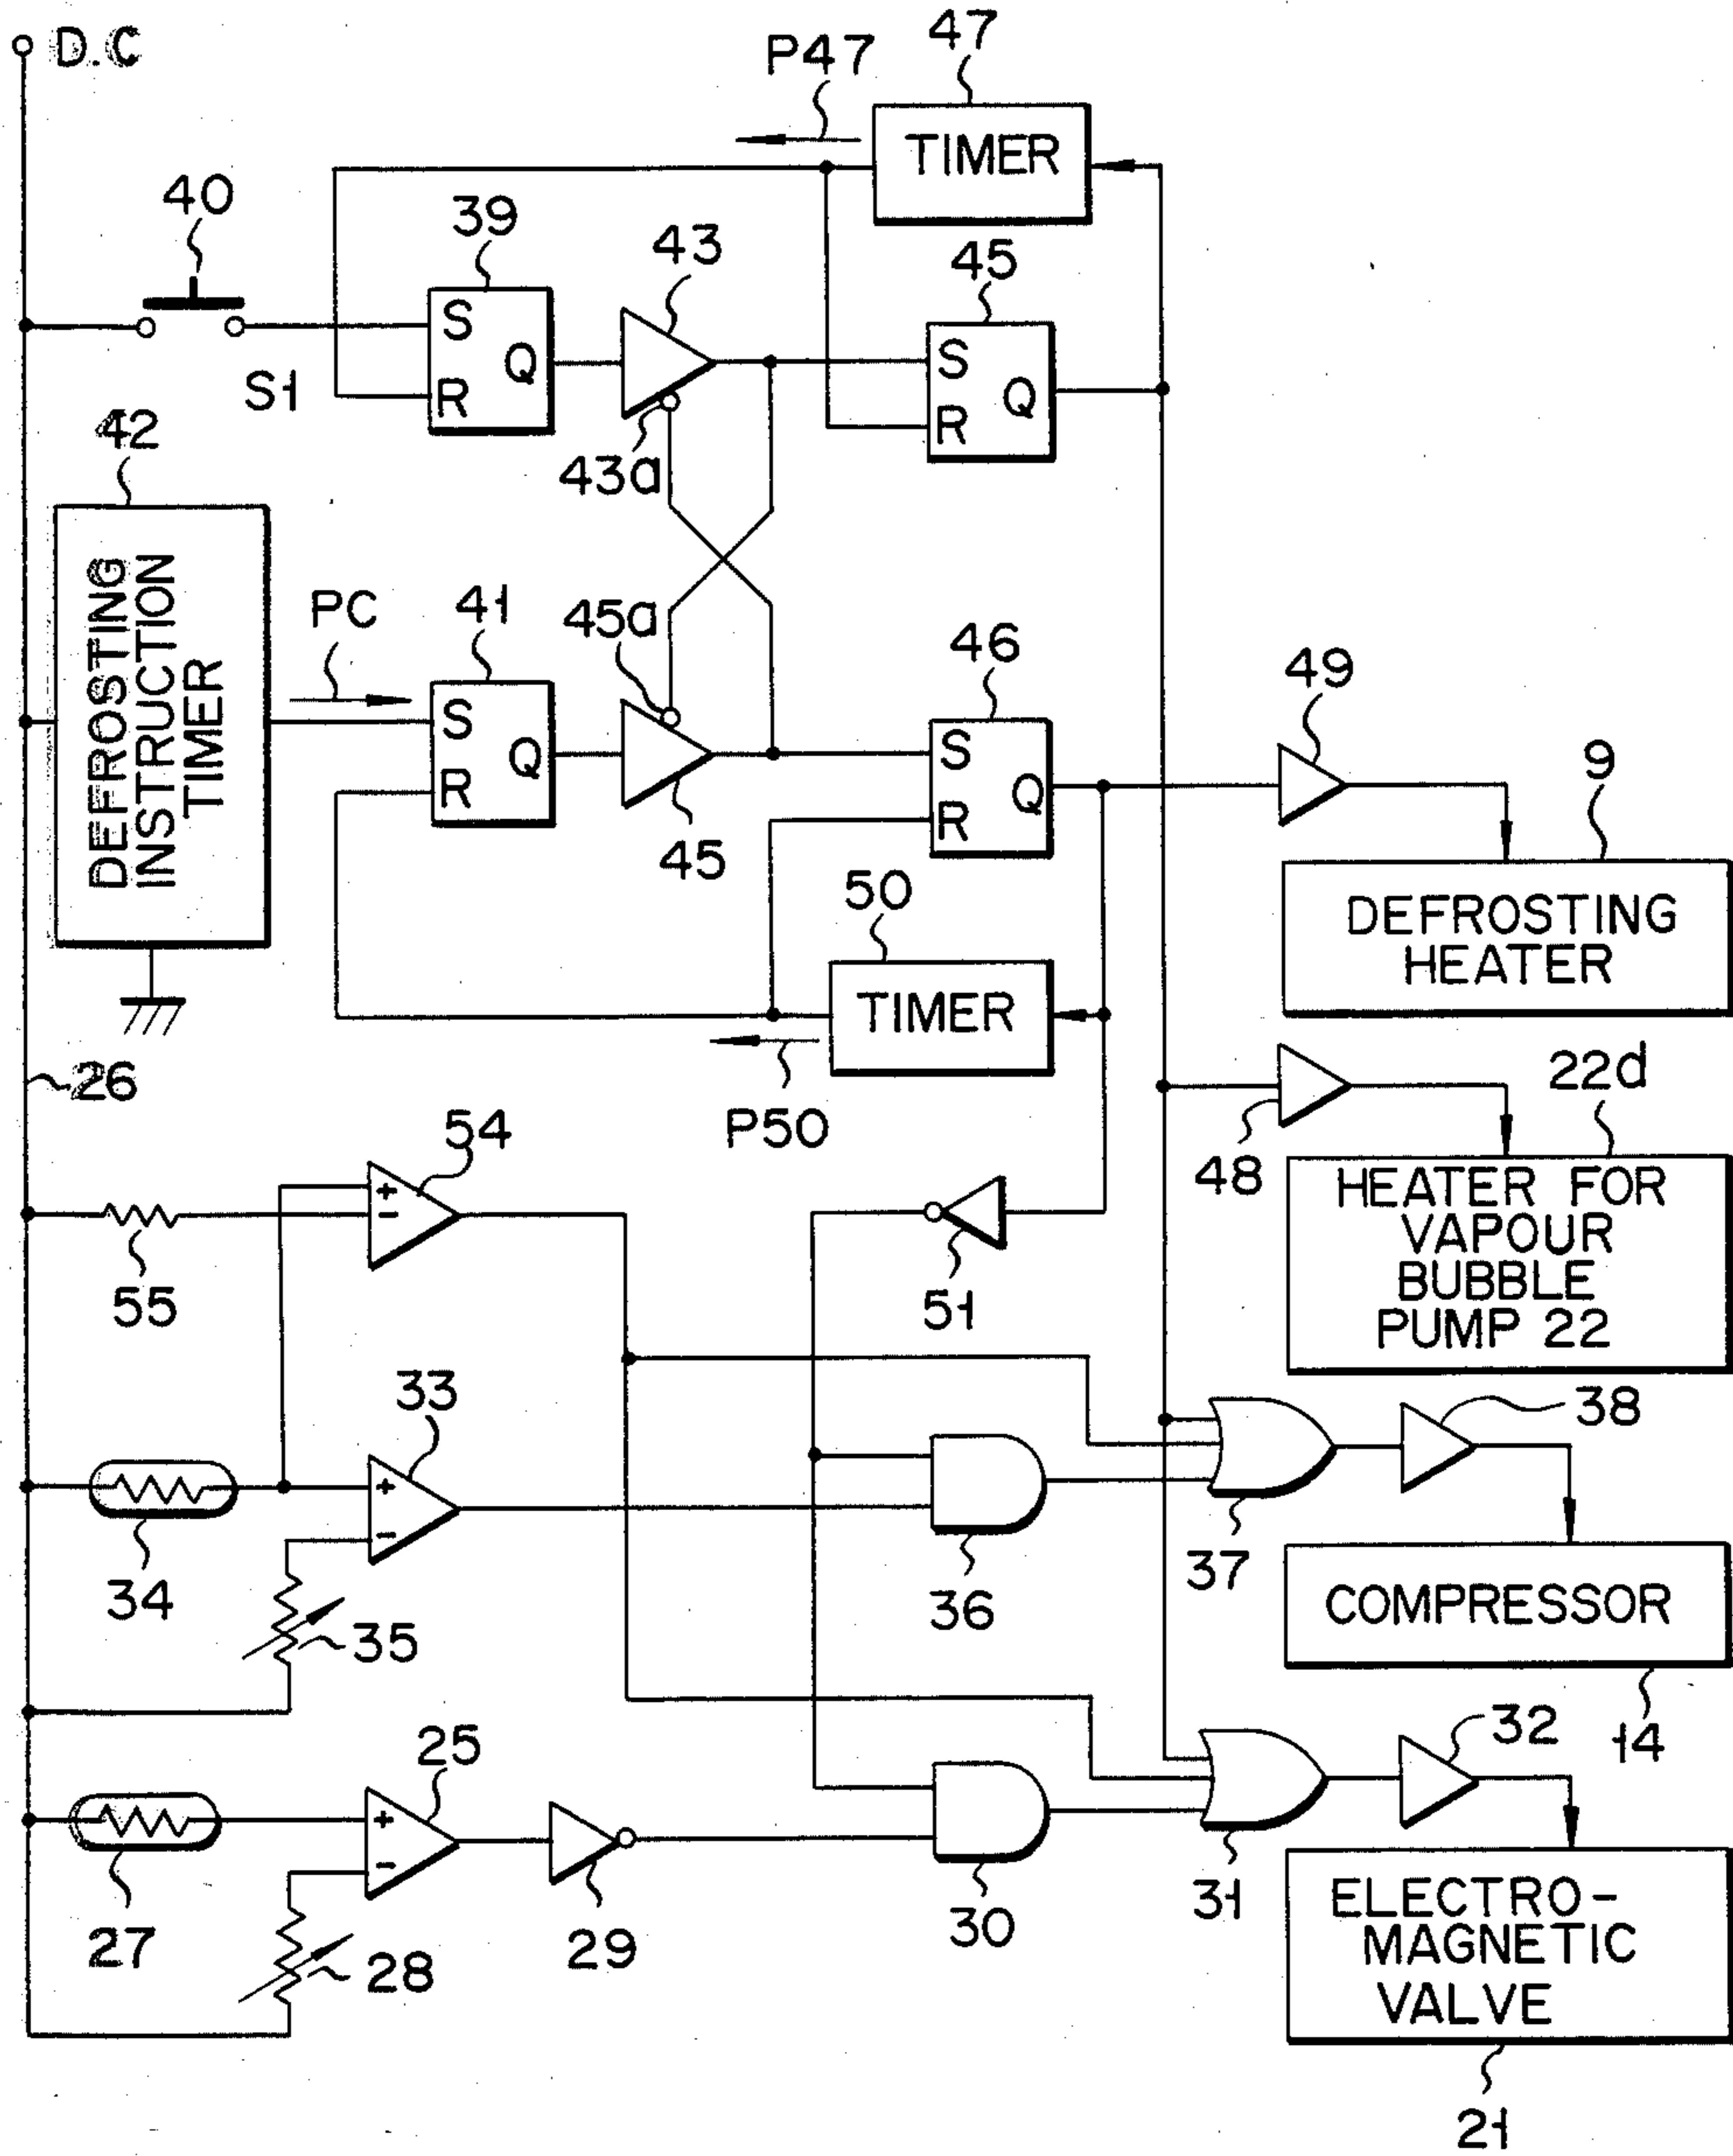 D.C
P47
47
TIMER
40
39
43
45
S
Q
R
S1
S
Q
R
43a
42
DEFROSTING
INSTRUCTION
TIMER
PC
41
45a
46
49
S
Q
R
S
Q
R
45
9
DEFROSTING
HEATER
50
TIMER
P50
26
22d
48
HEATER FOR
VAPOUR
BUBBLE
PUMP 22
54
+
-
55
51
33
+
-
34
35
36
37
38
COMPRESSOR
14
25
+
-
27
28
29
30
31
32
ELECTRO-
MAGNETIC
VALVE
21